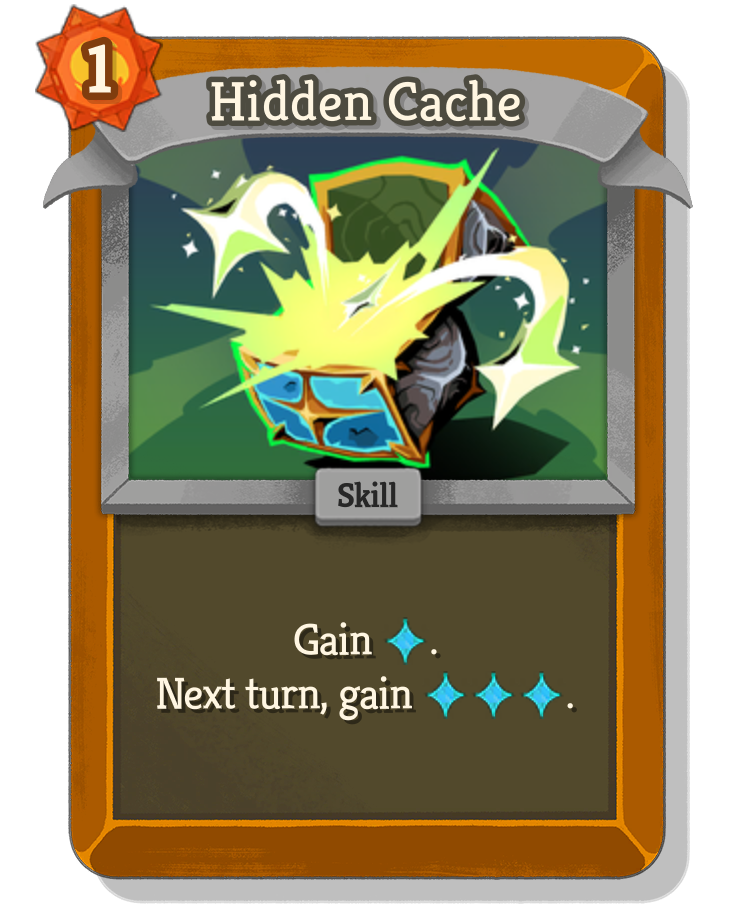 1
Hidden Cache
Skill
Gain .
Next turn, gain .